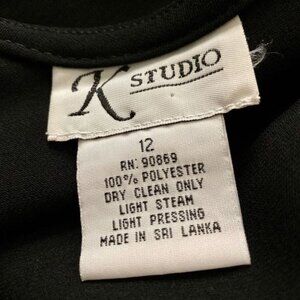 K STUDIO
12
RN: 90869
100% POLYESTER
DRY CLEAN ONLY
LIGHT STEAM
LIGHT PRESSING
MADE IN SRI LANKA